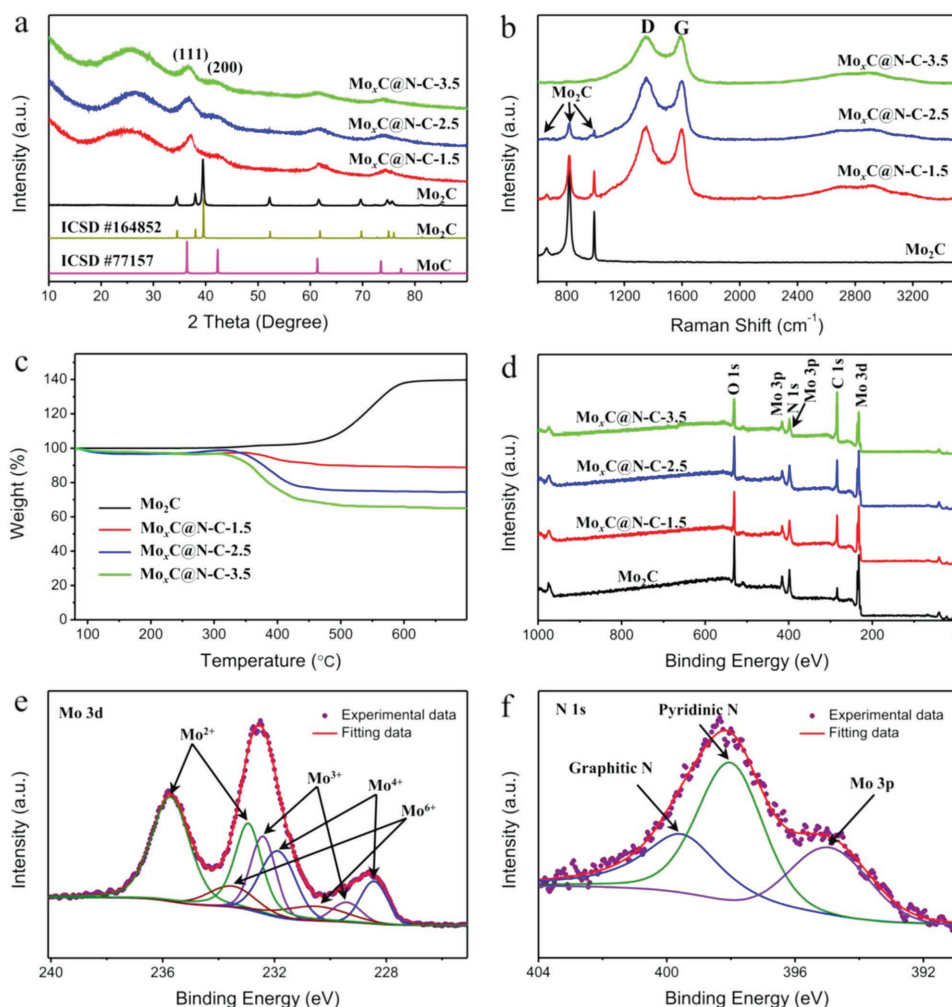 a
(111)
(200)
MoxC@N-C-3.5
MoxC@N-C-2.5
MoxC@N-C-1.5
Mo2C
ICSD #164852
Mo2C
ICSD #77157
MoC
Intensity (a.u.)
10 20 30 40 50 60 70 80
2 Theta (Degree)
b
D G
MoxC@N-C-3.5
Mo2C
MoxC@N-C-2.5
MoxC@N-C-1.5
Mo2C
Intensity (a.u.)
800 1200 1600 2000 2400 2800 3200
Raman Shift (cm-1)
c
140
120
100
80
60
40
20
0
Weight (%)
Mo2C
MoxC@N-C-1.5
MoxC@N-C-2.5
MoxC@N-C-3.5
100 200 300 400 500 600
Temperature (°C)
d
O 1s
Mo 3p
N 1s
Mo 3p
C 1s
Mo 3d
MoxC@N-C-3.5
MoxC@N-C-2.5
MoxC@N-C-1.5
Mo2C
Intensity (a.u.)
1000 800 600 400 200
Binding Energy (eV)
e
Mo 3d
Experimental data
Fitting data
Mo2+
Mo3+
Mo4+
Mo6+
Intensity (a.u.)
240 236 232 228
Binding Energy (eV)
f
N 1s
Pyridinic N
Experimental data
Fitting data
Graphitic N
Mo 3p
Intensity (a.u.)
404 400 396 392
Binding Energy (eV)